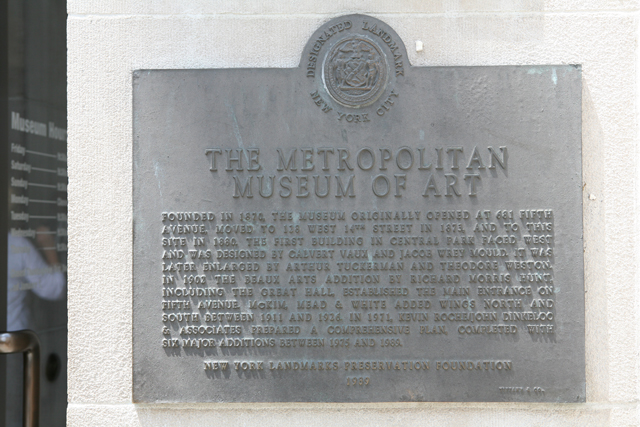 DESIGNATED LANDMARK
NEW YORK CITY
Museum Hours
Friday
Saturday
Sunday
THE METROPOLITAN
MUSEUM OF ART
FOUNDED IN 1870, THE MUSEUM ORIGINALLY OPENED AT 681 FIFTH
AVENUE, MOVED TO 128 WEST 14TH STREET IN 1873, AND TO THIS
SITE IN 1880. THE FIRST BUILDING IN CENTRAL PARK FACED WEST
AND WAS DESIGNED BY CALVERT VAUX AND JACOB WREY MOULD. IT WAS
LATER ENLARGED BY ARTHUR TUCKERMAN AND THEODORE WESTON.
IN 1902 THE BEAUX ARTS ADDITION BY RICHARD MORRIS HUNT,
INCLUDING THE GREAT HALL, ESTABLISHED THE MAIN ENTRANCE ON
FIFTH AVENUE. MCKIM, MEAD & WHITE ADDED WINGS NORTH AND
SOUTH BETWEEN 1911 AND 1926. IN 1971, KEVIN ROCHE JOHN DINKELOO
& ASSOCIATES PREPARED A COMPREHENSIVE PLAN, COMPLETED WITH
SIX MAJOR ADDITIONS BETWEEN 1975 AND 1989.
NEW YORK LANDMARKS PRESERVATION FOUNDATION
1989